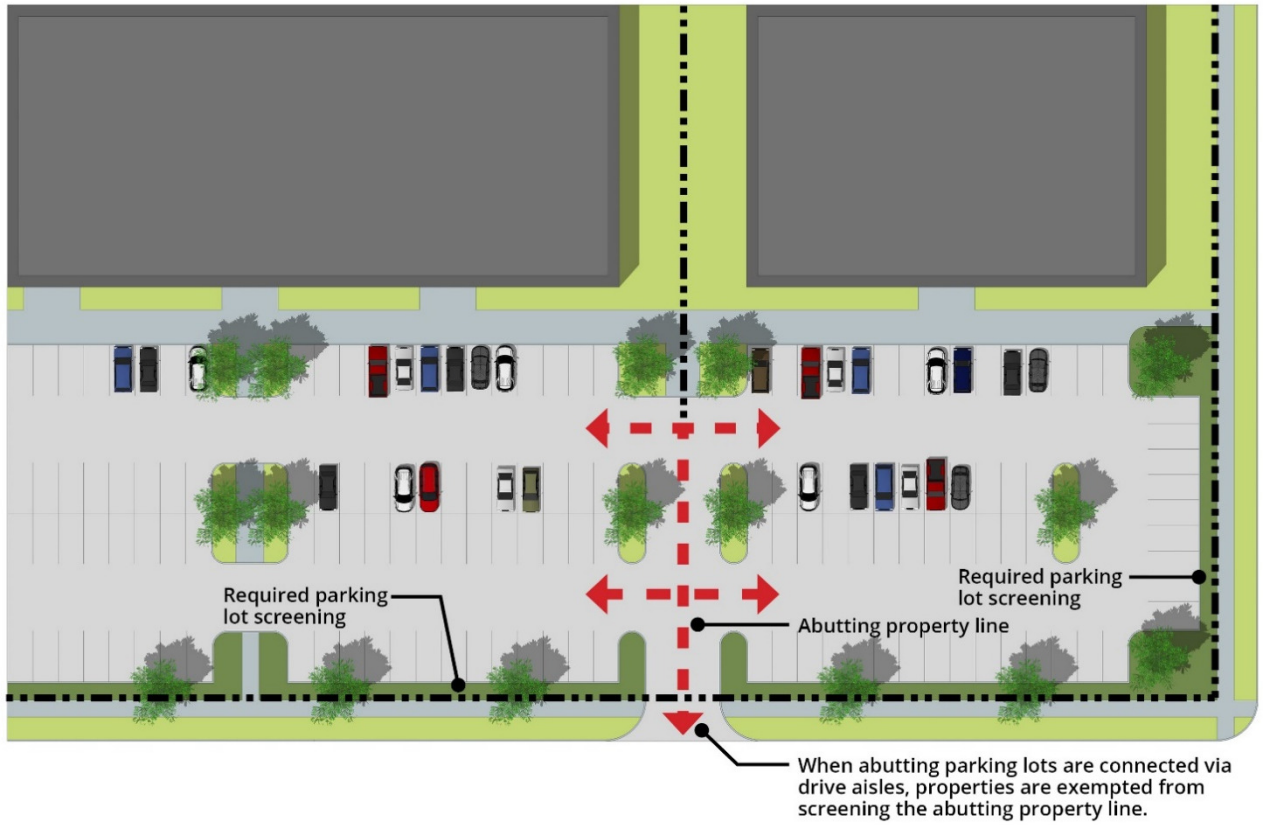 Required parking
lot screening
Required parking
lot screening
Abutting property line
When abutting parking lots are connected via
drive aisles, properties are exempted from
screening the abutting property line.